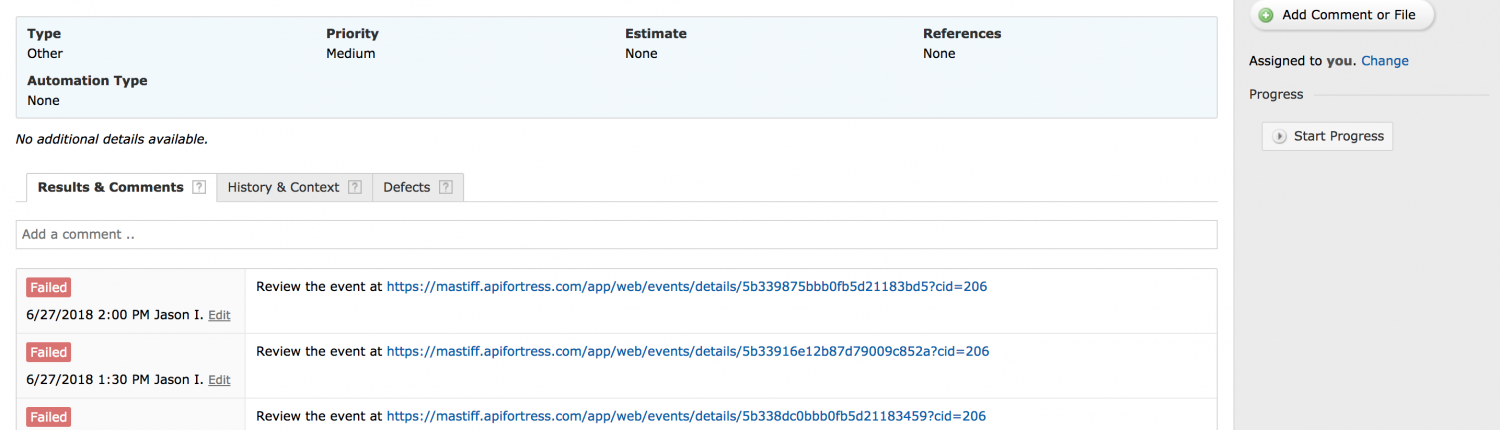 Type Priority Estimate References
Other Medium None None
Automation Type
None
No additional details available.
Results & Comments ? History & Context ? Defects ?
Add a comment ..
Failed Review the event at https://mastiff.apifortress.com/app/web/events/details/5b339875bbb0fb5d21183bd5?cid=206
6/27/2018 2:00 PM Jason I. Edit
Failed Review the event at https://mastiff.apifortress.com/app/web/events/details/5b33916e12b87d79009c852a?cid=206
6/27/2018 1:30 PM Jason I. Edit
Failed Review the event at https://mastiff.apifortress.com/app/web/events/details/5b338dc0bbb0fb5d21183459?cid=206
Add Comment or File
Assigned to you. Change
Progress
Start Progress